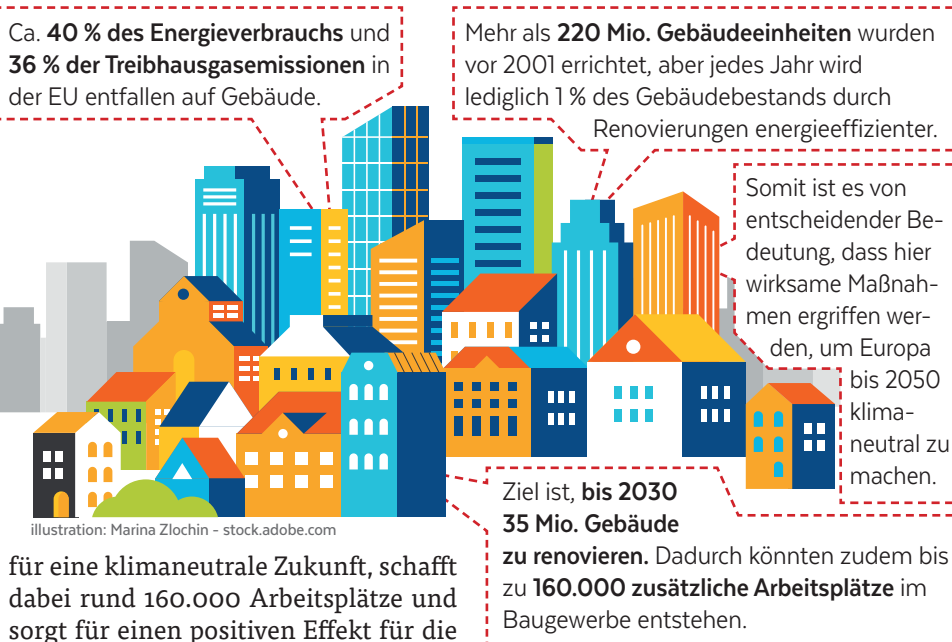 Ca. 40 % des Energieverbrauchs und
36 % der Treibhausgasemissionen in
der EU entfallen auf Gebäude.
Mehr als 220 Mio. Gebäudeeinheiten wurden
vor 2001 errichtet, aber jedes Jahr wird
lediglich 1 % des Gebäudebestands durch
Renovierungen energieeffizienter.
Somit ist es von
entscheidender Be-
deutung, dass hier
wirksame Maßnah-
men ergriffen wer-
den, um Europa
bis 2050
klima-
neutral zu
machen.
Ziel ist, bis 2030
35 Mio. Gebäude
zu renovieren. Dadurch könnten zudem bis
zu 160.000 zusätzliche Arbeitsplätze im
Baugewerbe entstehen.
illustration: Marina Zlochin - stock.adobe.com
für eine klimaneutrale Zukunft, schafft
dabei rund 160.000 Arbeitsplätze und
sorgt für einen positiven Effekt für die